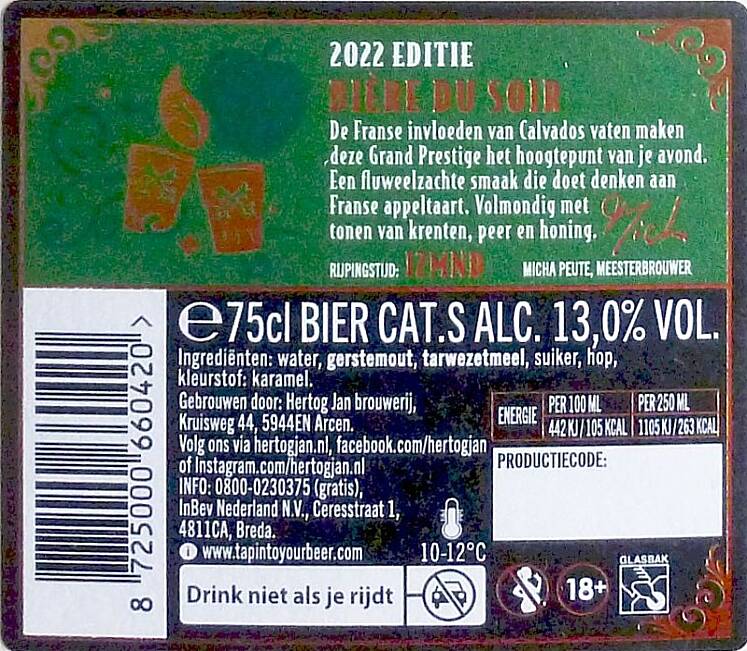 2022 EDITIE
BIÈRE DU SOIR
De Franse invloeden van Calvados vaten maken
deze Grand Prestige het hoogtepunt van je avond.
Een fluweelzachte smaak die doet denken aan
Franse appeltaart. Volmondig met
tonen van krenten, peer en honing.
Mich
RIJPINGSTIJD: 12MND
MICHA PEUTE, MEESTERBROUWER
e75cl BIER CAT.S ALC. 13,0% VOL.
Ingrediënten: water, gerstemout, tarwezetmeel, suiker, hop,
kleurstof: karamel.
Gebrouwen door: Hertog Jan brouwerij,
Kruisweg 44, 5944EN Arcen.
Volg ons via hertogjan.nl, facebook.com/hertogjan
of Instagram.com/hertogjan.nl
INFO: 0800-0230375 (gratis),
InBev Nederland N.V., Ceresstraat 1,
4811CA, Breda.
i www.tapintoyourbeer.com
10-12°C
ENERGIE PER 100 ML PER 250 ML
442 KJ/105 KCAL 1105 KJ/263 KCAL
PRODUCTIECODE:
Drink niet als je rijdt
18+
GLASBAK
8 725000 660420 >